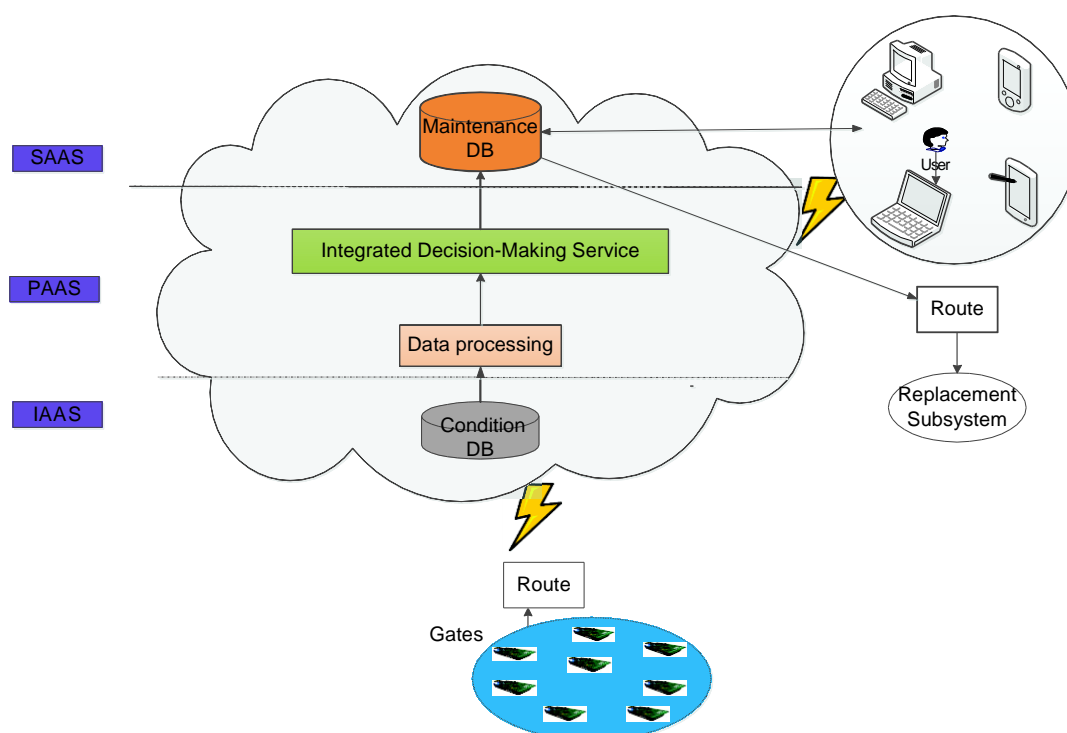 Maintenance
DB
SAAS
User
Integrated Decision-Making Service
PAAS
Route
Data processing
Replacement
Subsystem
IAAS
Condition
DB
Route
Gates